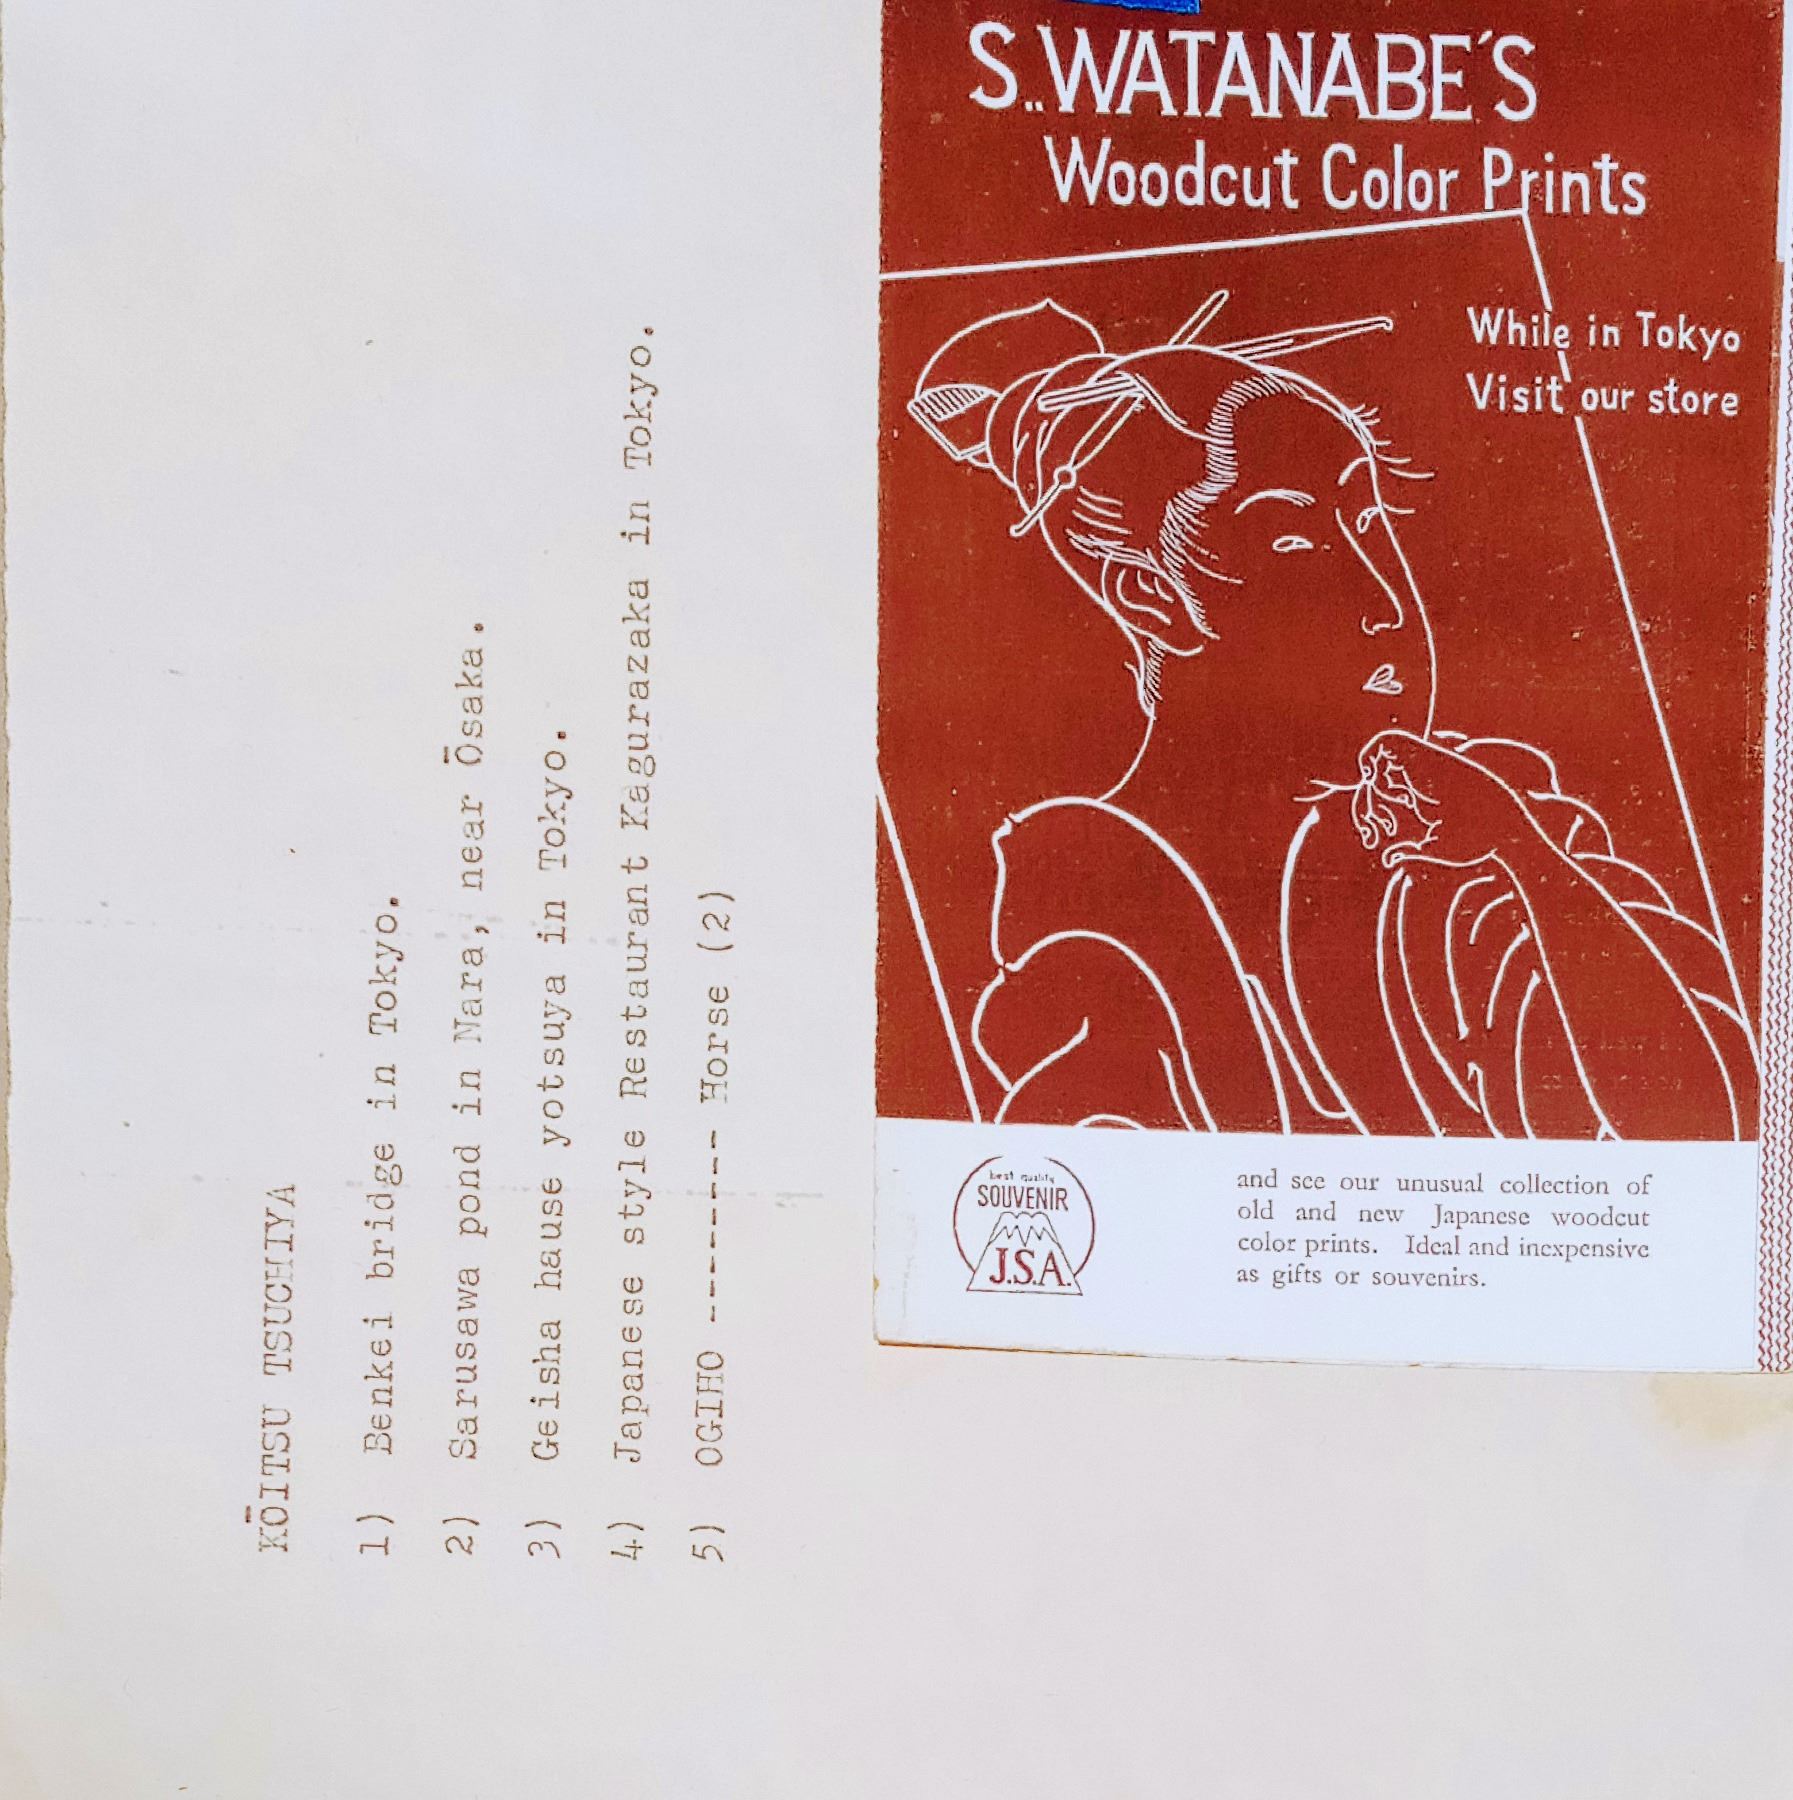 KŌITSU TSUCHIYA
1) Benkei bridge in Tokyo.
2) Sarusawa pond in Nara, near Ōsaka.
3) Geisha hause yotsuya in Tokyo.
4) Japanese style Restaurant Kagurazaka in Tokyo.
5) OGIHO --------- Horse (2)
S. WATANABE'S
Woodcut Color Prints
While in Tokyo
Visit our store
best quality
SOUVENIR
J.S.A.
and see our unusual collection of
old and new Japanese woodcut
color prints. Ideal and inexpensive
as gifts or souvenirs.